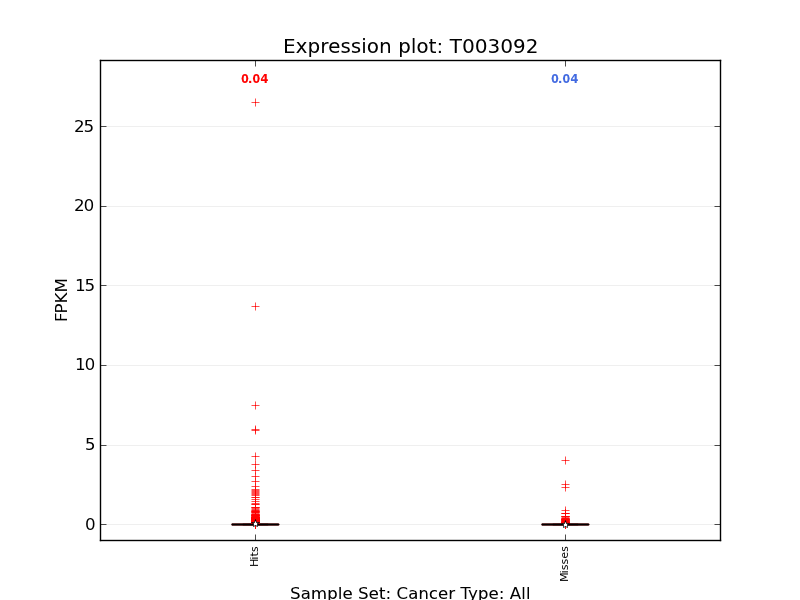 Expression plot: T003092
0.04 0.04
25
20
15
10
5
0
FPKM
Hits
Misses
Sample Set: Cancer Type: All